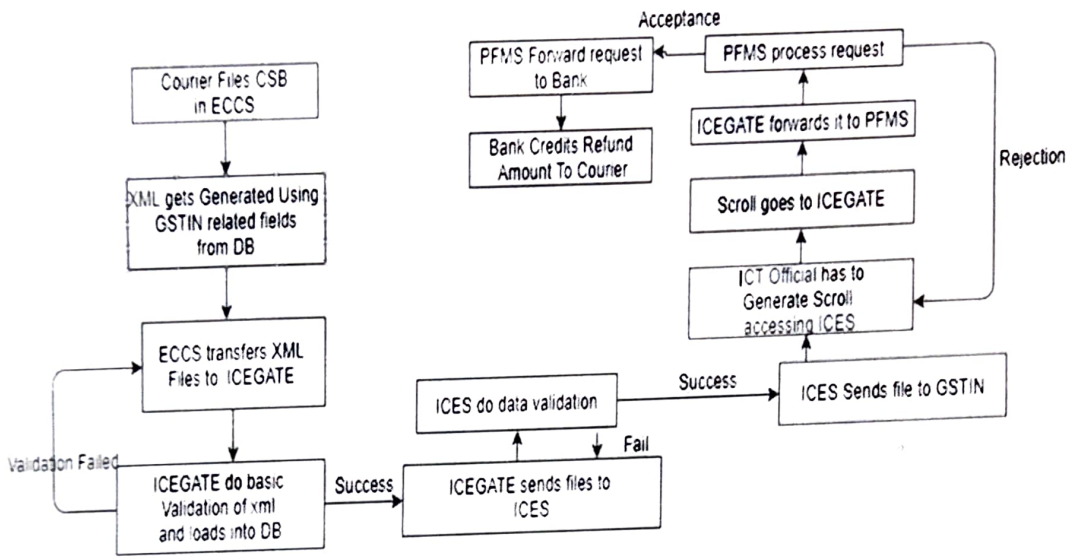 Courier Files CSB
in ECCS
XML gets Generated Using
GSTIN related fields
from DB
ECCS transfers XML
Files to ICEGATE
Validation Failed
ICEGATE do basic
Validation of xml
and loads into DB
Success
ICEGATE sends files to
ICES
Fail
ICES do data validation
Success
ICES Sends file to GSTIN
ICT Official has to
Generate Scroll
accessing ICES
Scroll goes to ICEGATE
ICEGATE forwards it to PFMS
PFMS process request
Rejection
Acceptance
PFMS Forward request
to Bank
Bank Credits Refund
Amount To Courier